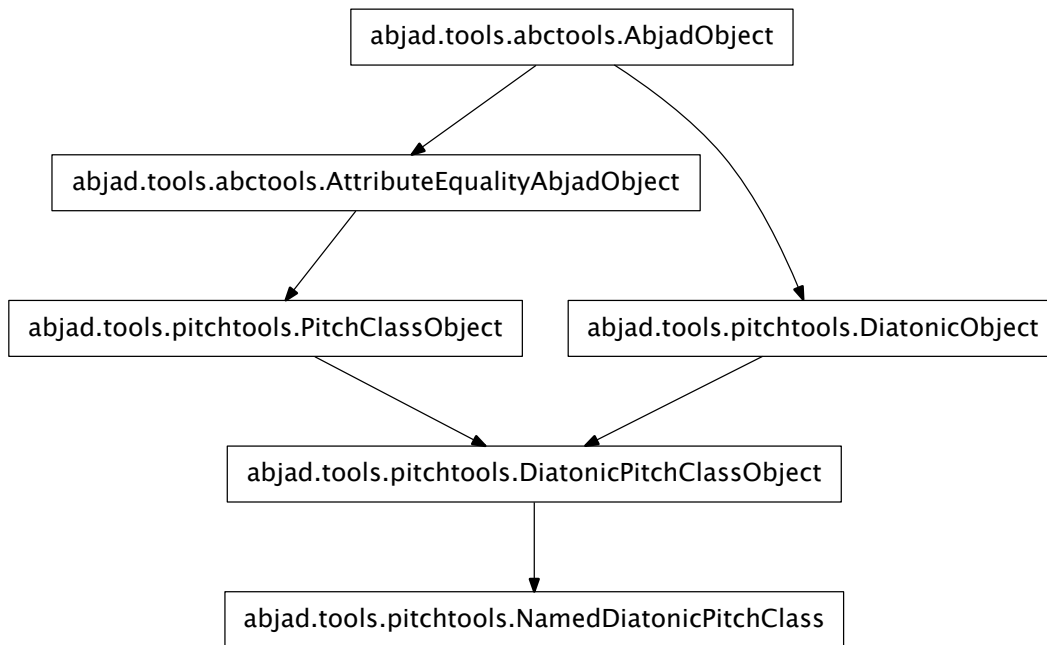 abjad.tools.abctools.AbjadObject
abjad.tools.abctools.AttributeEqualityAbjadObject
abjad.tools.pitchtools.PitchClassObject
abjad.tools.pitchtools.DiatonicObject
abjad.tools.pitchtools.DiatonicPitchClassObject
abjad.tools.pitchtools.NamedDiatonicPitchClass